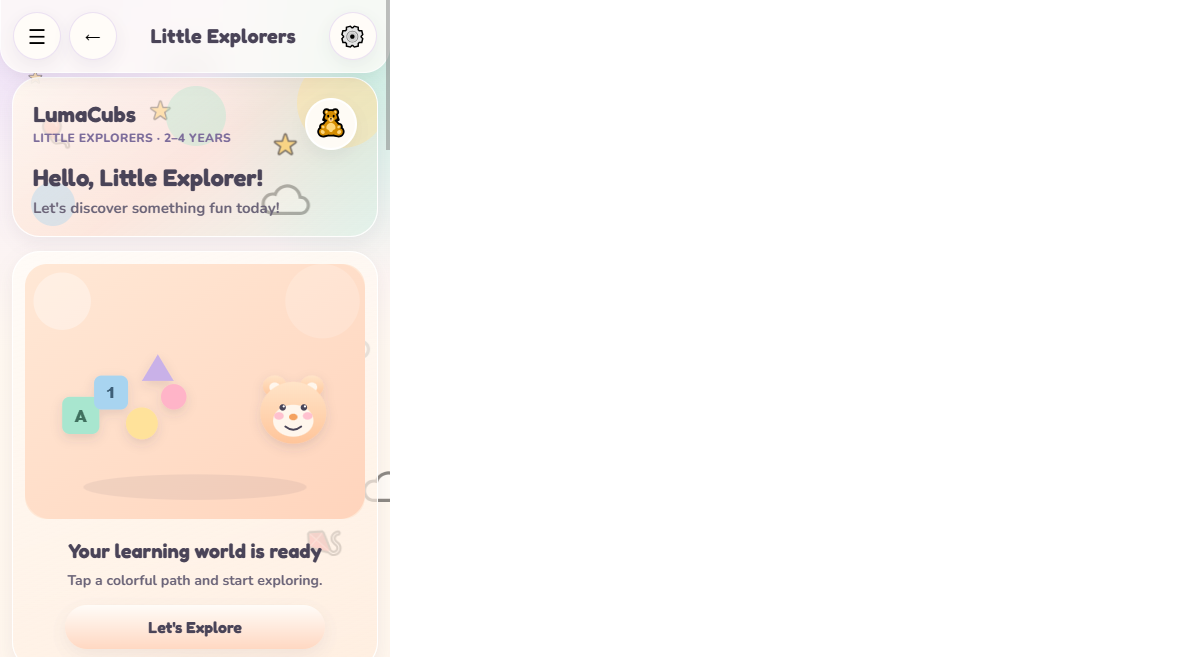 Little Explorers
LumaCubs
LITTLE EXPLORERS · 2–4 YEARS
Hello, Little Explorer!
Let's discover something fun today!
1
A
Your learning world is ready
Tap a colorful path and start exploring.
Let's Explore